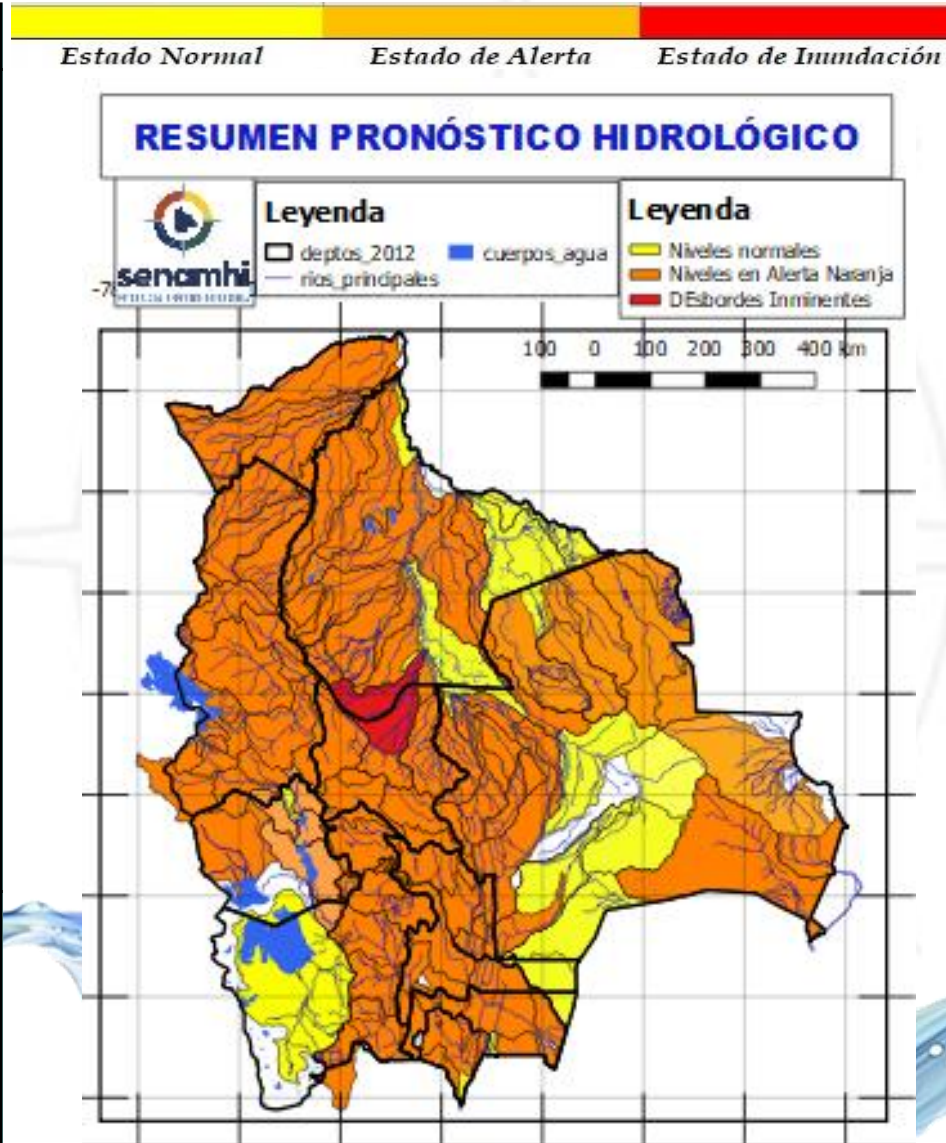 Estado Normal Estado de Alerta Estado de Inundación
RESUMEN PRONÓSTICO HIDROLÓGICO
senamhi
Leyenda
deptos_2012 cuerpos_agua
rios_principales
Leyenda
Niveles normales
Niveles en Alerta Naranja
DEsbordes Inminentes
100 0 100 200 300 400 km